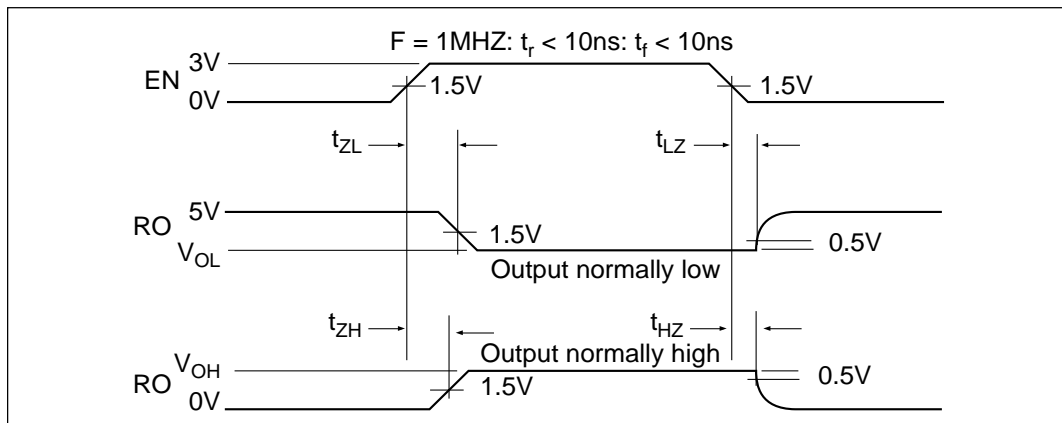 F = 1MHZ: tr < 10ns: tf < 10ns
3V
EN
0V
1.5V
1.5V
tZL
tLZ
5V
RO
VOL
1.5V
0.5V
Output normally low
tZH
tHZ
Output normally high
VOH
RO
0V
1.5V
0.5V